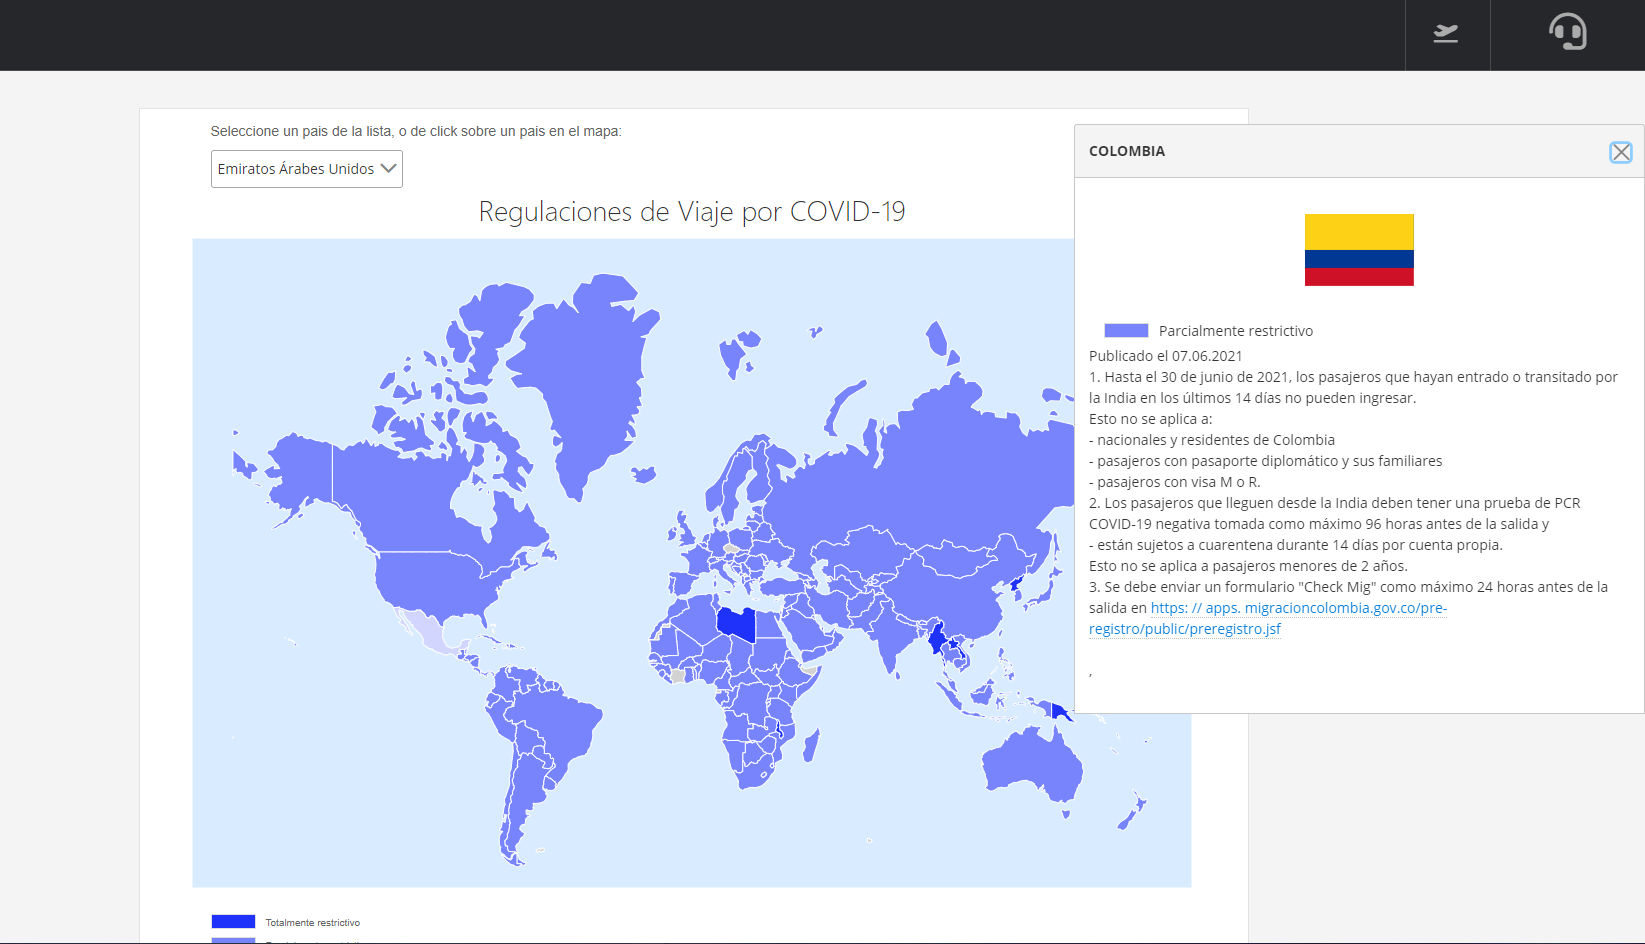 Seleccione un pais de la lista, o de click sobre un pais en el mapa:
Emiratos Árabes Unidos
Regulaciones de Viaje por COVID-19
COLOMBIA
Parcialmente restrictivo
Publicado el 07.06.2021
1. Hasta el 30 de junio de 2021, los pasajeros que hayan entrado o transitado por
la India en los últimos 14 días no pueden ingresar.
Esto no se aplica a:
- nacionales y residentes de Colombia
- pasajeros con pasaporte diplomático y sus familiares
- pasajeros con visa M o R.
2. Los pasajeros que lleguen desde la India deben tener una prueba de PCR
COVID-19 negativa tomada como máximo 96 horas antes de la salida y
- están sujetos a cuarentena durante 14 días por cuenta propia.
Esto no se aplica a pasajeros menores de 2 años.
3. Se debe enviar un formulario "Check Mig" como máximo 24 horas antes de la
salida en https: // apps. migracioncolombia.gov.co/pre-
registro/public/preregistro.jsf
,
Totalmente restrictivo